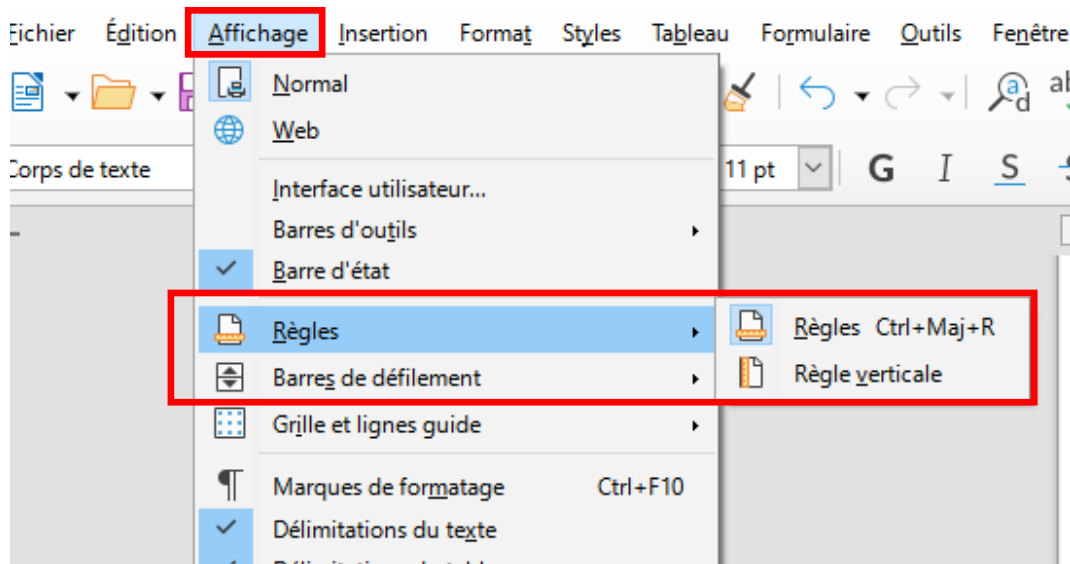 Fichier Édition Affichage Insertion Format Styles Tableau Formulaire Outils Fenêtre
Normal
Web
Corps de texte
11 pt G I S
Interface utilisateur...
Barres d'outils
Barre d'état
Règles
Règles Ctrl+Maj+R
Barres de défilement
Règle verticale
Grille et lignes guide
Marques de formatage Ctrl+F10
Délimitations du texte